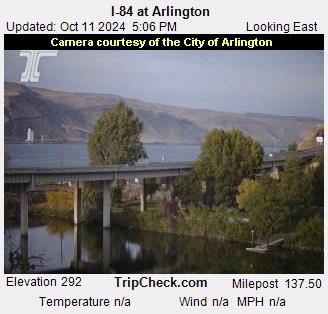 I-84 at Arlington
Updated: Oct 11 2024 5:06 PM Looking East
Camera courtesy of the City of Arlington
Elevation 292 TripCheck.com Milepost 137.50
Temperature n/a Wind n/a MPH n/a